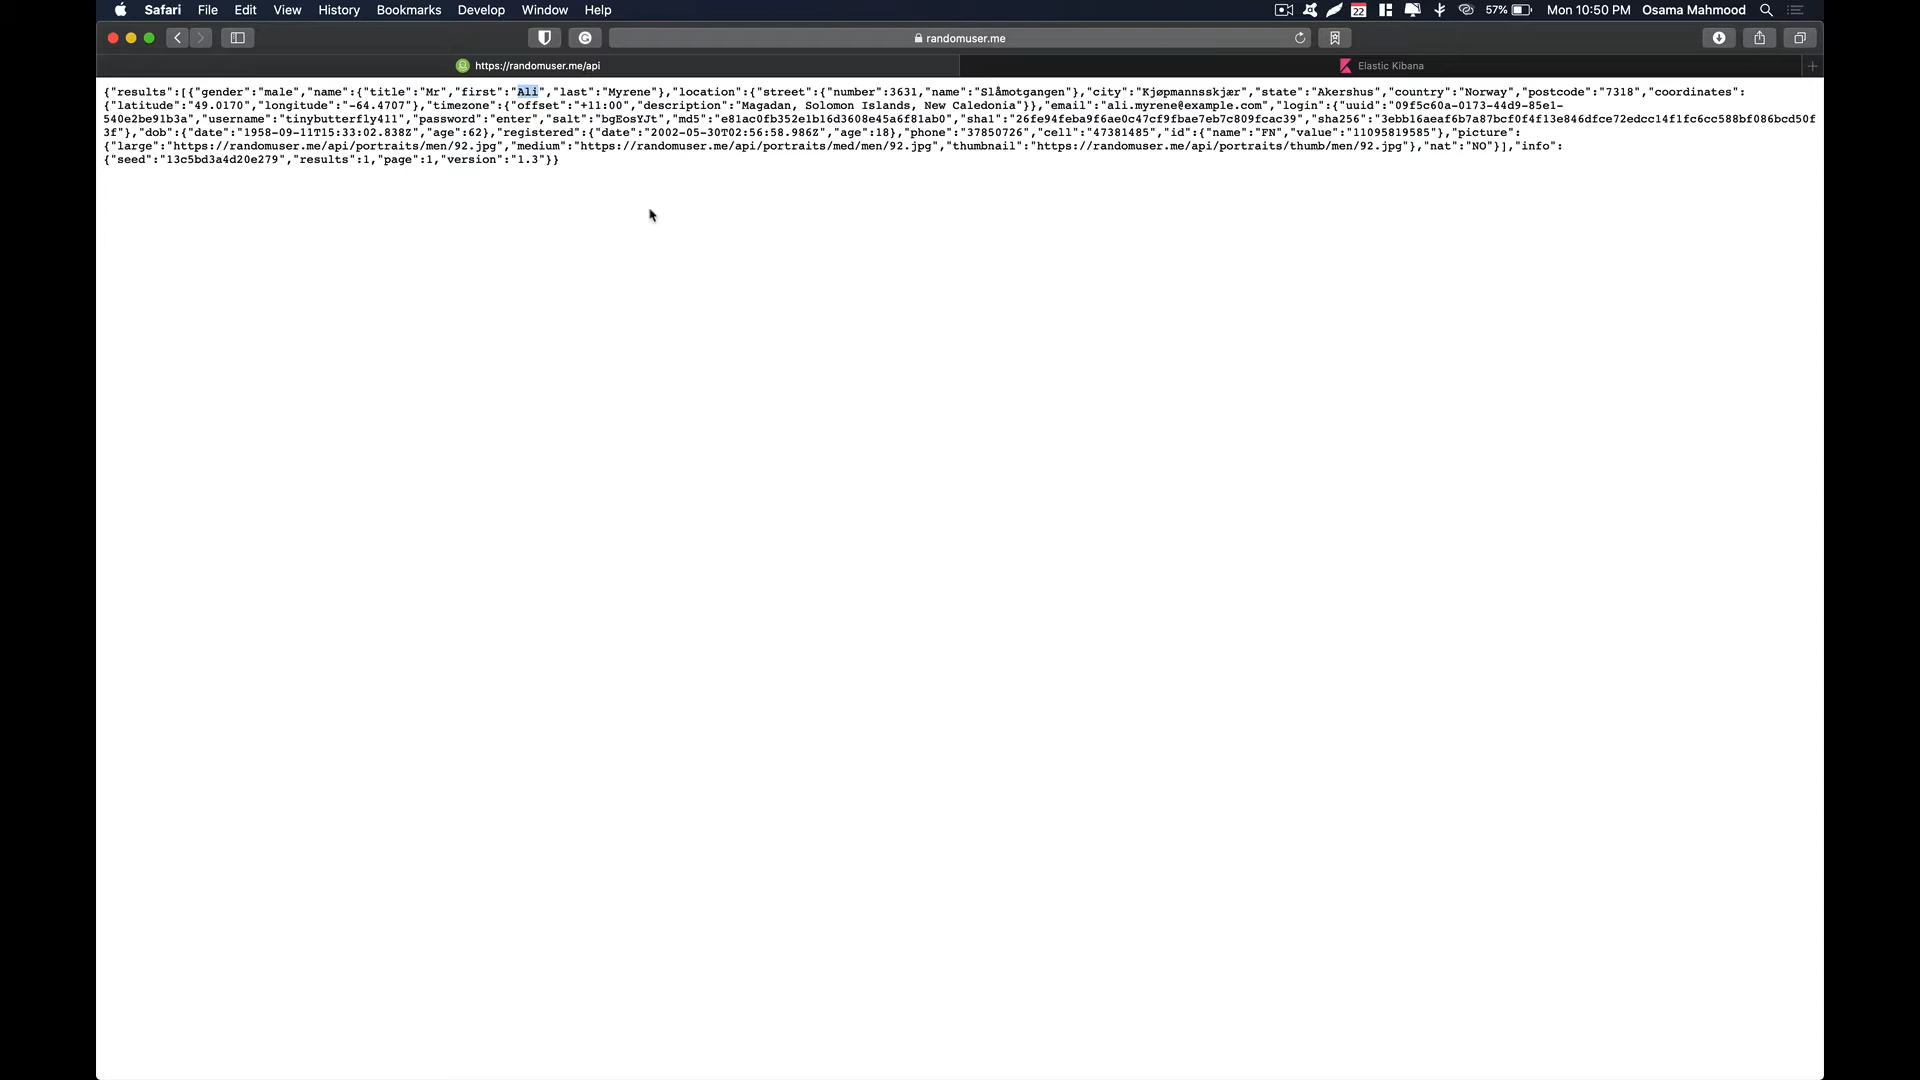 Safari File Edit View History Bookmarks Develop Window Help 22 57% Mon 10:50 PM Osama Mahmood
randomuser.me
https://randomuser.me/api
Elastic Kibana
{"results":[{"gender":"male","name":{"title":"Mr","first":"Ali","last":"Myrene"},"location":{"street":{"number":3631,"name":"Slåmotgangen"},"city":"Kjøpmannsskjær","state":"Akershus","country":"Norway","postcode":"7318","coordinates":
{"latitude":"49.0170","longitude":"-64.4707"},"timezone":{"offset":"+11:00","description":"Magadan, Solomon Islands, New Caledonia"}},"email":"ali.myrene@example.com","login":{"uuid":"09f5c60a-0173-44d9-85e1-
540e2be91b3a","username":"tinybutterfly411","password":"enter","salt":"bgEosYJt","md5":"e81ac0fb352e1b16d3608e45a6f81ab0","sha1":"26fe94feba9f6ae0c47cf9fbae7eb7c809fcac39","sha256":"3ebb16aeaf6b7a87bcf0f4f13e846dfce72edcc14f1fc6cc588bf086bcd50f
3f"},"dob":{"date":"1958-09-11T15:33:02.838Z","age":62},"registered":{"date":"2002-05-30T02:56:58.986Z","age":18},"phone":"37850726","cell":"47381485","id":{"name":"FN","value":"11095819585"},"picture":
{"large":"https://randomuser.me/api/portraits/men/92.jpg","medium":"https://randomuser.me/api/portraits/med/men/92.jpg","thumbnail":"https://randomuser.me/api/portraits/thumb/men/92.jpg"},"nat":"NO"}],"info":
{"seed":"13c5bd3a4d20e279","results":1,"page":1,"version":"1.3"}}